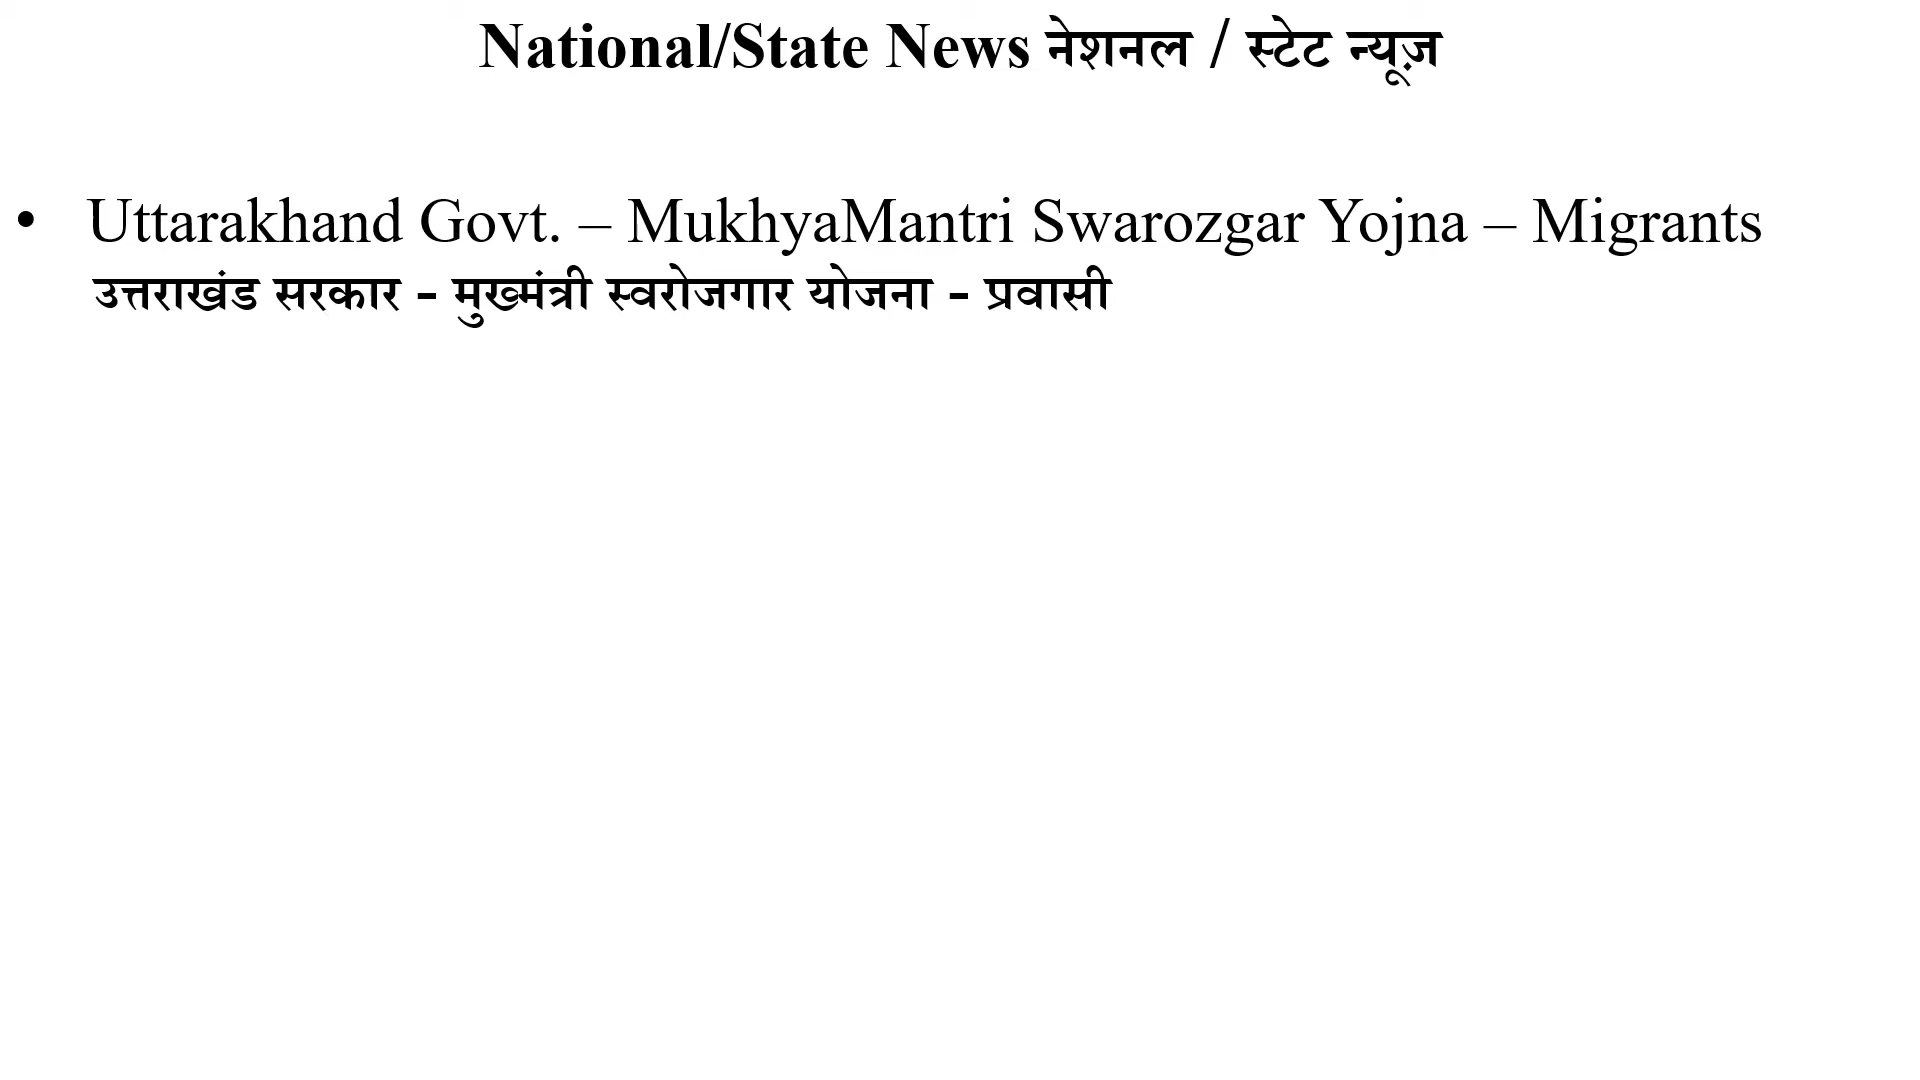 National/State News नेशनल / स्टेट न्यूज़
• Uttarakhand Govt. – MukhyaMantri Swarozgar Yojna – Migrants
उत्तराखंड सरकार - मुख्मंत्री स्वरोजगार योजना - प्रवासी